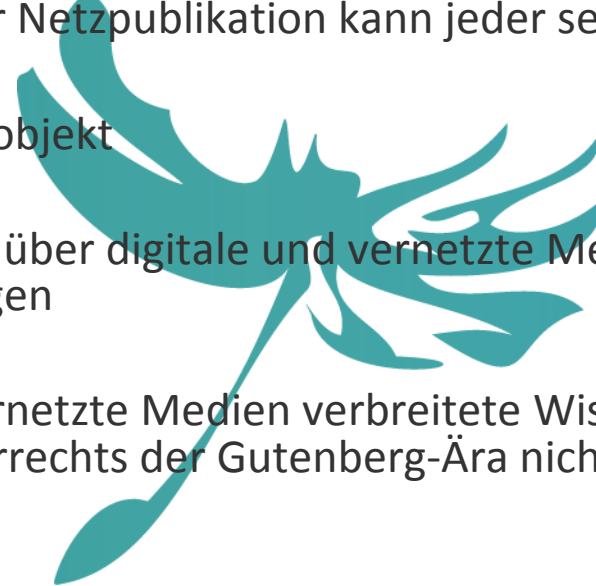 r Netzpublikation kann jeder se
objekt
über digitale und vernetzte Me
gen
rnetzte Medien verbreitete Wis
rrechts der Gutenberg-Ära nich